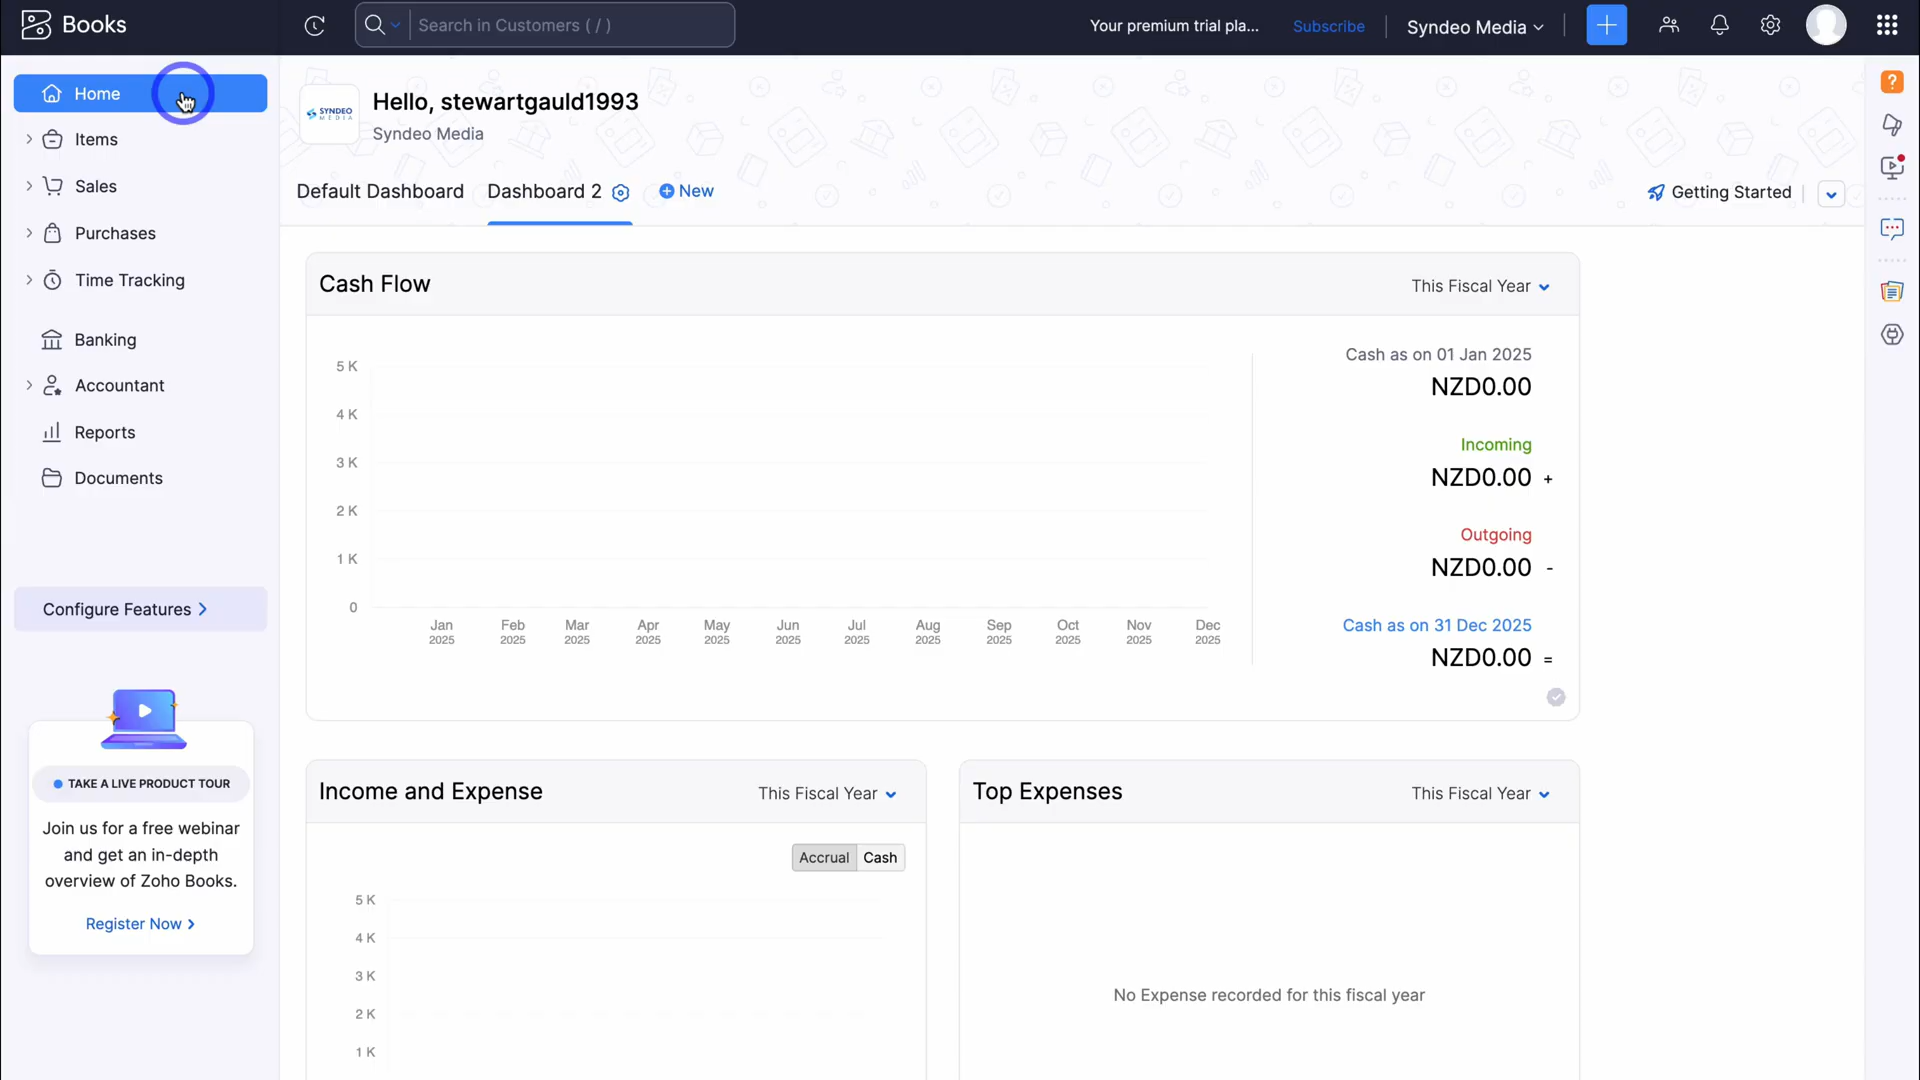 Books
Search in Customers ( / )
Your premium trial pla...
Subscribe
Syndeo Media
Home
Items
Sales
Purchases
Time Tracking
Banking
Accountant
Reports
Documents
Configure Features
TAKE A LIVE PRODUCT TOUR
Join us for a free webinar
and get an in-depth
overview of Zoho Books.
Register Now
SYNDEO
MEDIA
Hello, stewartgauld1993
Syndeo Media
Default Dashboard
Dashboard 2
New
Getting Started
Cash Flow
This Fiscal Year
5 K
4 K
3 K
2 K
1 K
0
Jan Feb Mar Apr May Jun Jul Aug Sep Oct Nov Dec
2025 2025 2025 2025 2025 2025 2025 2025 2025 2025 2025 2025
Cash as on 01 Jan 2025
NZD0.00
Incoming
NZD0.00 +
Outgoing
NZD0.00 -
Cash as on 31 Dec 2025
NZD0.00 =
Income and Expense
This Fiscal Year
Accrual Cash
5 K
4 K
3 K
2 K
1 K
Top Expenses
This Fiscal Year
No Expense recorded for this fiscal year
?